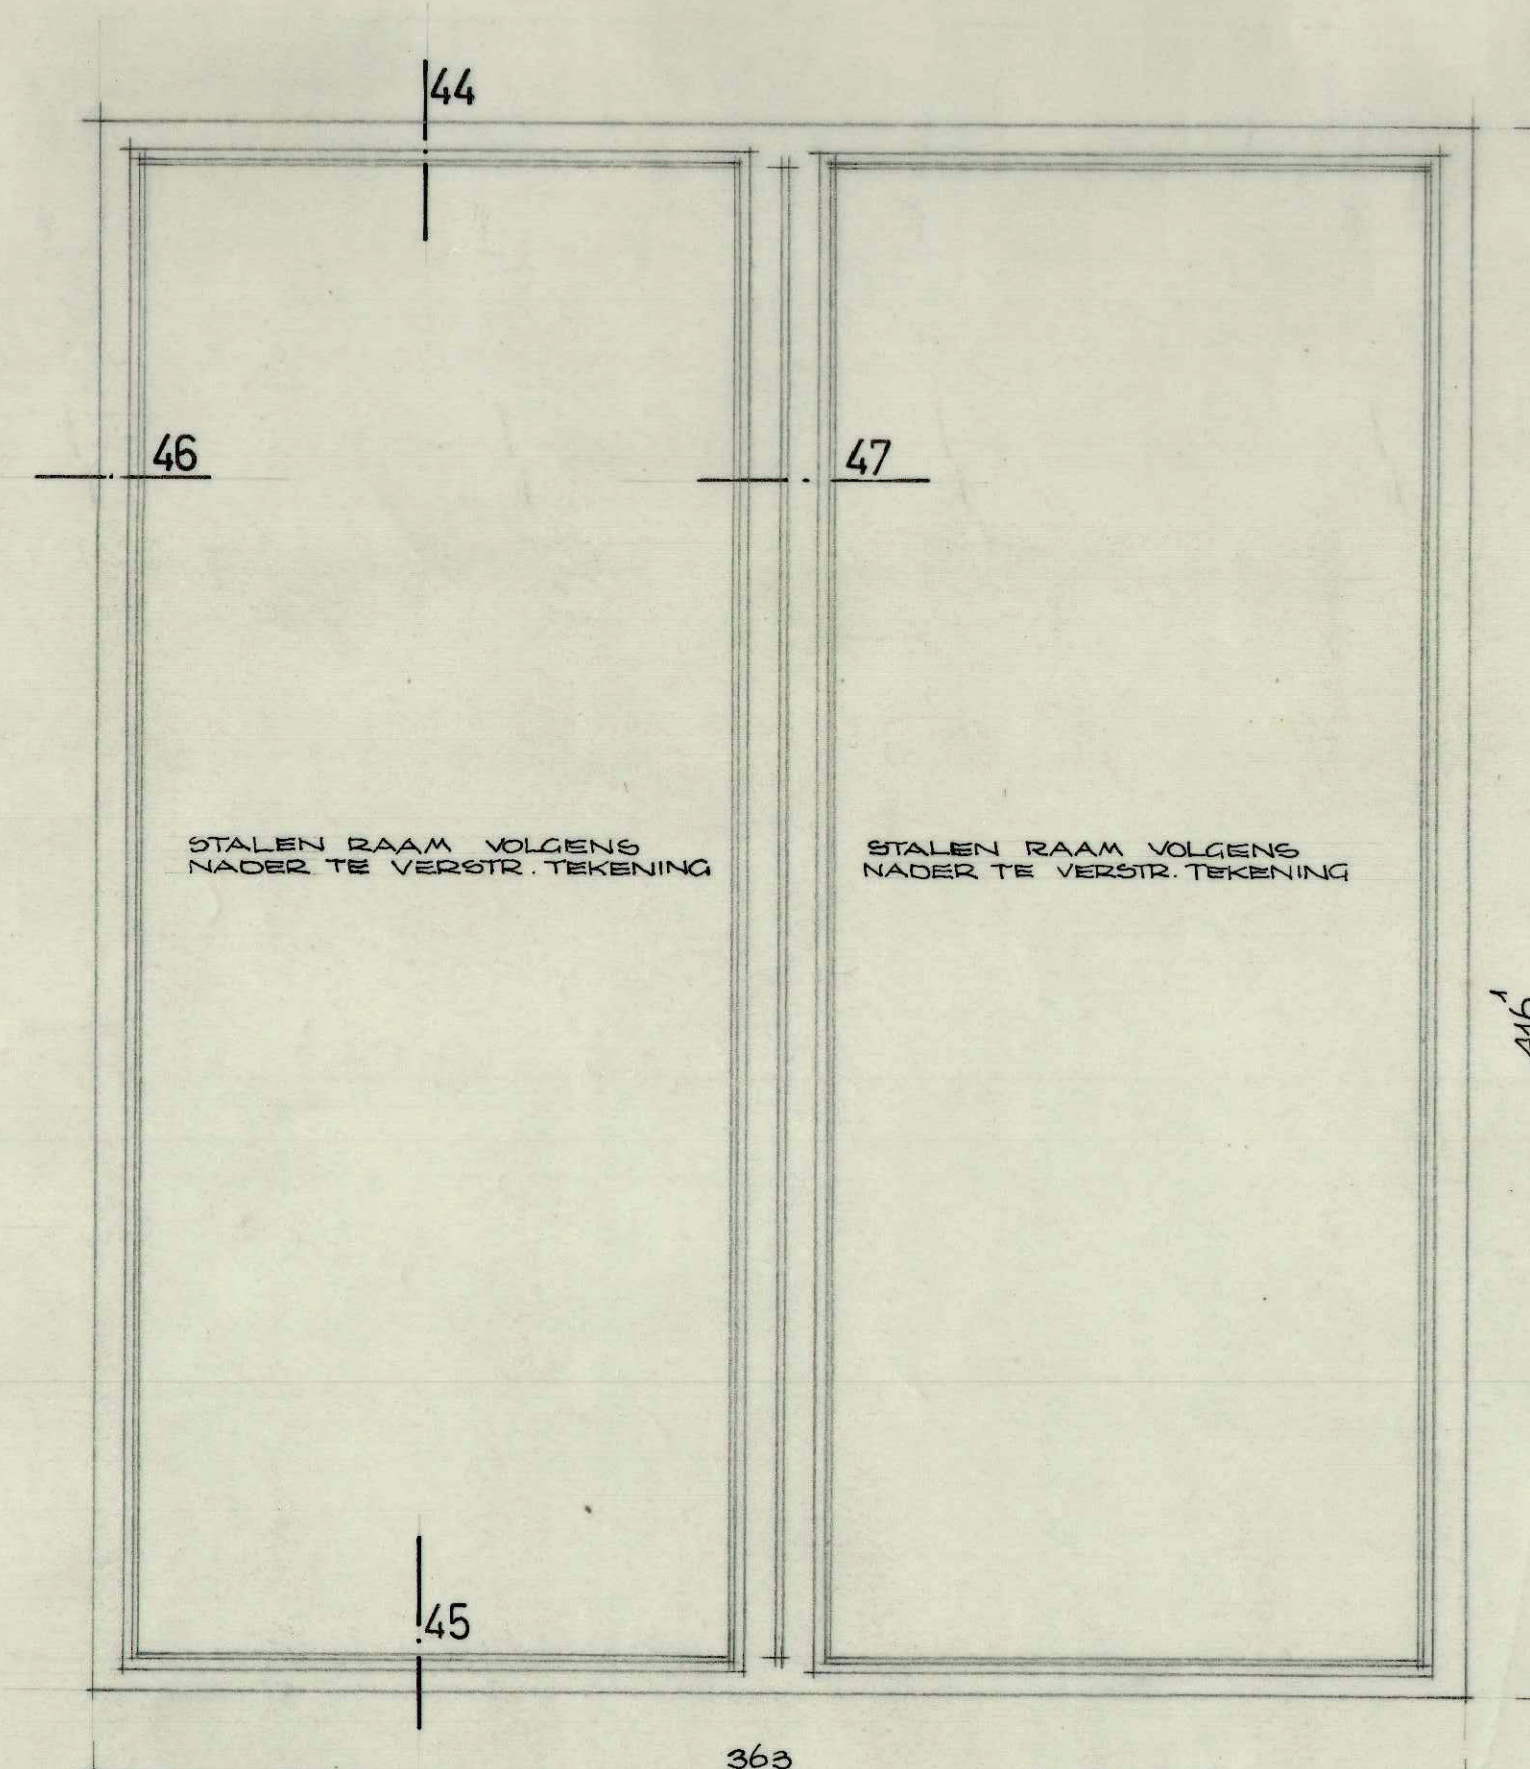 44
46
47
STALEN RAAM VOLGENS
NADER TE VERSTR. TEKENING
STALEN RAAM VOLGENS
NADER TE VERSTR. TEKENING
45
363